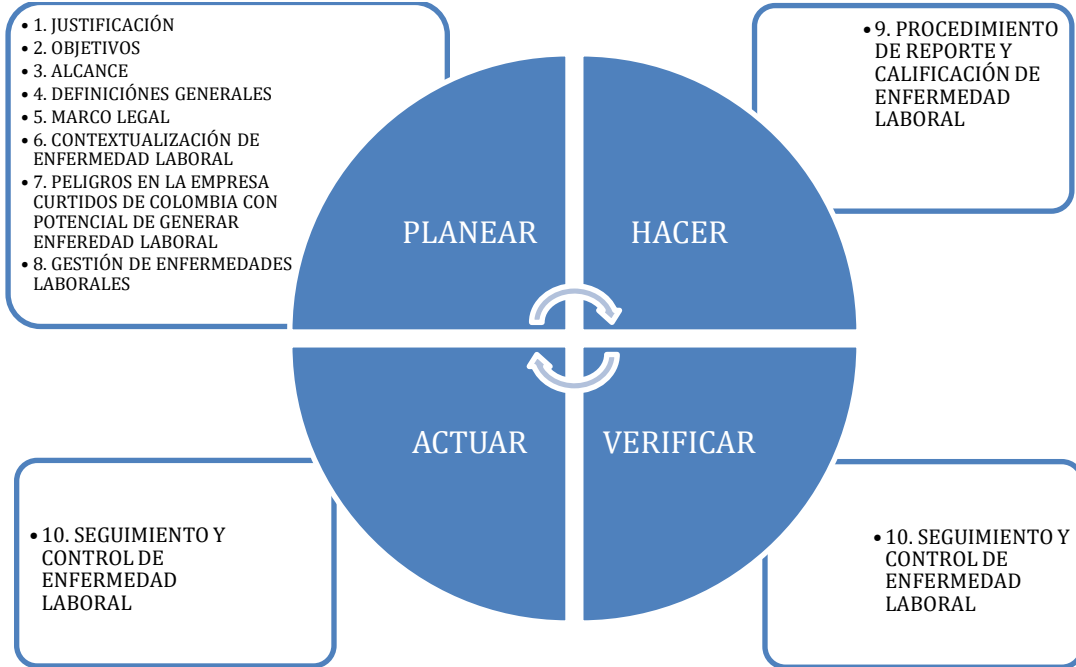 • 1. JUSTIFICACIÓN
• 2. OBJETIVOS
• 3. ALCANCE
• 4. DEFINICIÓNES GENERALES
• 5. MARCO LEGAL
• 6. CONTEXTUALIZACIÓN DE
ENFERMEDAD LABORAL
• 7. PELIGROS EN LA EMPRESA
CURTIDOS DE COLOMBIA CON
POTENCIAL DE GENERAR
ENFEREDAD LABORAL
• 8. GESTIÓN DE ENFERMEDADES
LABORALES
• 9. PROCEDIMIENTO
DE REPORTE Y
CALIFICACIÓN DE
ENFERMEDAD
LABORAL
PLANEAR
HACER
ACTUAR
VERIFICAR
• 10. SEGUIMIENTO Y
CONTROL DE
ENFERMEDAD
LABORAL
• 10. SEGUIMIENTO Y
CONTROL DE
ENFERMEDAD
LABORAL